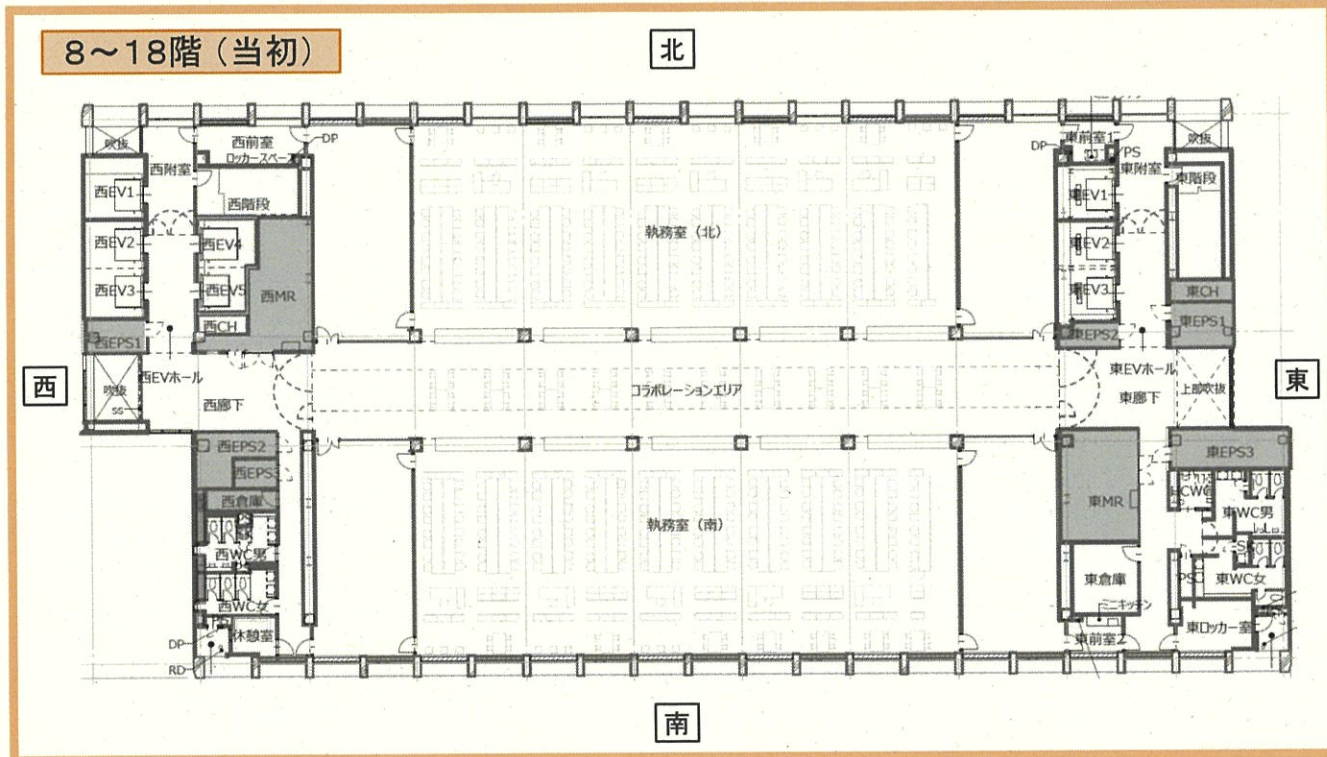 8～18階（当初）
北
吹抜
西附室
西前室
ロッカースペース
DP
西EV1
西階段
西EV2
西EV4
西EV3
西EV5
西MR
西CH
西EPS1
西EVホール
吹抜
SS
西廊下
西
執務室（北）
コラボレーションエリア
執務室（南）
DP
東前室1
PS
東附室
吹抜
東階段
東EV1
東EV2
東EV3
東CH
東EPS1
東EPS2
東EVホール
東廊下
上部吹抜
東
西EPS2
西EPS3
西倉庫
西WC男
西WC女
休憩室
DP
RD
東EPS3
東MR
東WC男
東倉庫
PS
東WC女
ミニキッチン
東前室2
東ロッカー室
南